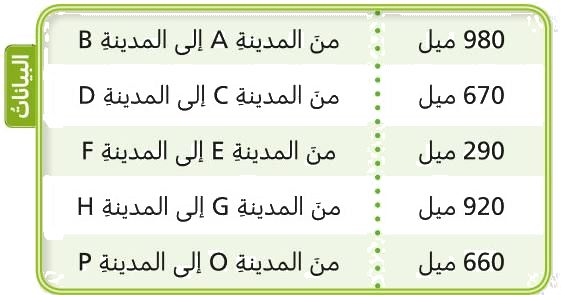 البيانات
980 ميل منَ المدينةِ A إلى المدينةِ B
670 ميل منَ المدينةِ C إلى المدينةِ D
290 ميل منَ المدينةِ E إلى المدينةِ F
920 ميل منَ المدينةِ G إلى المدينةِ H
660 ميل منَ المدينةِ O إلى المدينةِ P